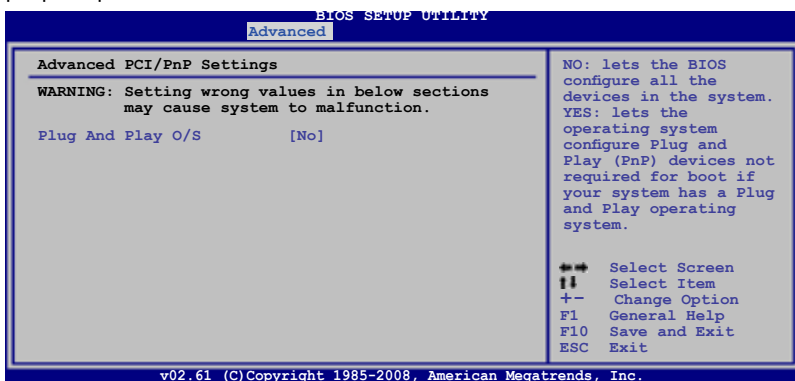 BIOS SETUP UTILITY
Advanced
Advanced PCI/PnP Settings
WARNING: Setting wrong values in below sections
may cause system to malfunction.
Plug And Play O/S [No]
NO: lets the BIOS
configure all the
devices in the system.
YES: lets the
operating system
configure Plug and
Play (PnP) devices not
required for boot if
your system has a Plug
and Play operating
system.
←→ Select Screen
↑↓ Select Item
+- Change Option
F1 General Help
F10 Save and Exit
ESC Exit
v02.61 (C)Copyright 1985-2008, American Megatrends, Inc.